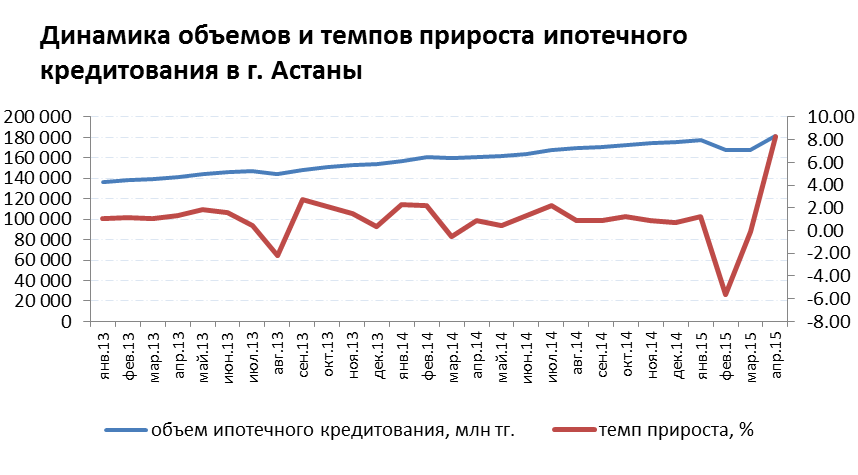 Динамика объемов и темпов прироста ипотечного
кредитования в г. Астаны
200 000
180 000
160 000
140 000
120 000
100 000
80 000
60 000
40 000
20 000
0
10.00
8.00
6.00
4.00
2.00
0.00
-2.00
-4.00
-6.00
-8.00
янв.13
фев.13
мар.13
апр.13
май.13
июн.13
июл.13
авг.13
сен.13
окт.13
ноя.13
дек.13
янв.14
фев.14
мар.14
апр.14
май.14
июн.14
июл.14
авг.14
сен.14
окт.14
ноя.14
дек.14
янв.15
фев.15
мар.15
апр.15
объем ипотечного кредитования, млн тг.
темп прироста, %